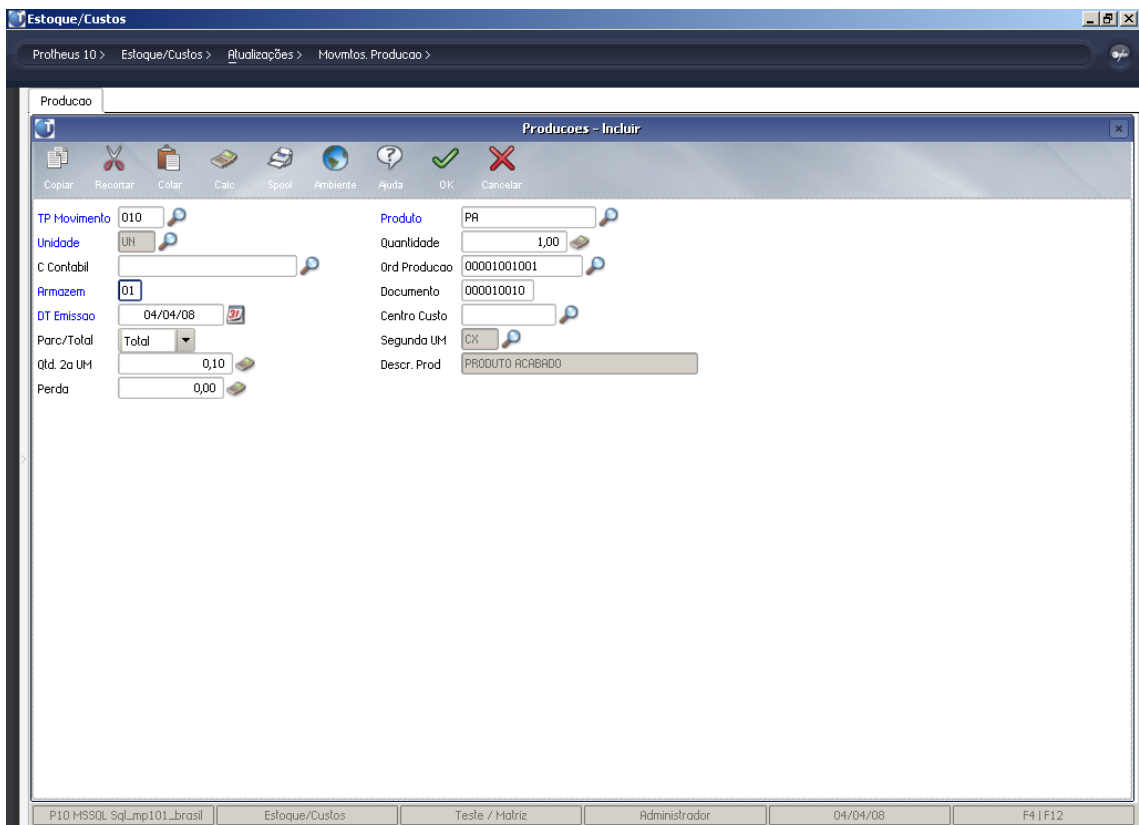 Estoque/Custos
Protheus 10 > Estoque/Custos > Atualizações > Movmtos. Producao >
Producao
Producoes - Incluir
Copiar Recortar Colar Calc Spool Ambiente Ajuda OK Cancelar
TP Movimento 010 Produto PA
Unidade UN Quantidade 1,00
C Contabil Ord Producao 00001001001
Armazem 01 Documento 000010010
DT Emissao 04/04/08 31 Centro Custo
Parc/Total Total Segunda UM CX
Qtd. 2a UM 0,10 Descr. Prod PRODUTO ACABADO
Perda 0,00
P10 MSSQL Sql_mp101_brasil Estoque/Custos Teste / Matriz Administrador 04/04/08 F4 | F12